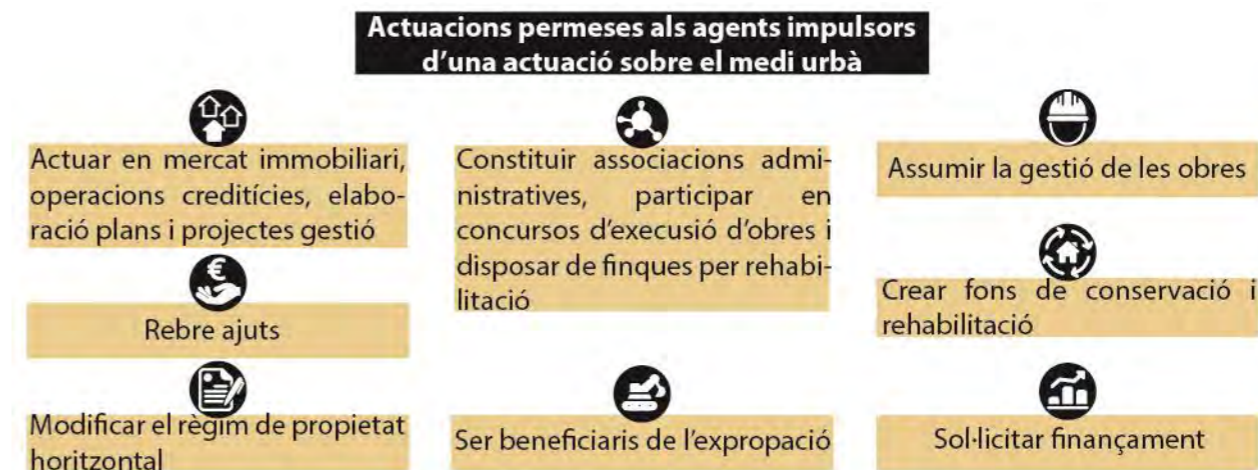 Actuacions permeses als agents impulsors
d'una actuació sobre el medi urbà
Actuar en mercat immobiliari,
operacions creditícies, elabo-
ració plans i projectes gestió
Rebre ajuts
Modificar el règim de propietat
horitzontal
Constituir associacions admi-
nistratives, participar en
concursos d'execusió d'obres i
disposar de finques per rehabi-
litació
Ser beneficiaris de l'expropació
Assumir la gestió de les obres
Crear fons de conservació i
rehabilitació
Sol·licitar finançament